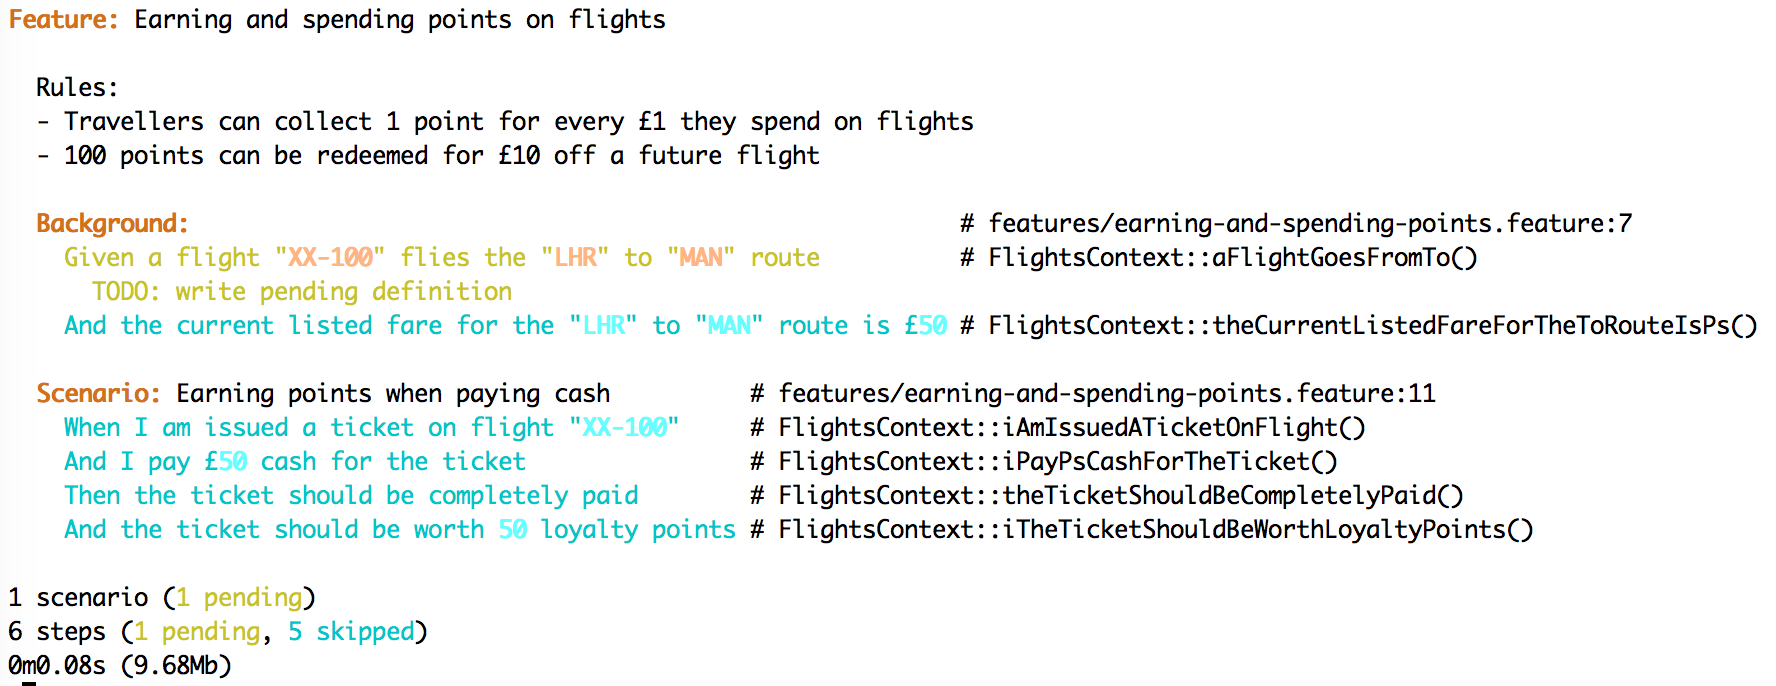 Feature: Earning and spending points on flights
Rules:
- Travellers can collect 1 point for every £1 they spend on flights
- 100 points can be redeemed for £10 off a future flight
Background: # features/earning-and-spending-points.feature:7
Given a flight "XX-100" flies the "LHR" to "MAN" route # FlightsContext::aFlightGoesFromTo()
TODO: write pending definition
And the current listed fare for the "LHR" to "MAN" route is £50 # FlightsContext::theCurrentListedFareForTheToRouteIsPs()
Scenario: Earning points when paying cash # features/earning-and-spending-points.feature:11
When I am issued a ticket on flight "XX-100" # FlightsContext::iAmIssuedATicketOnFlight()
And I pay £50 cash for the ticket # FlightsContext::iPayPsCashForTheTicket()
Then the ticket should be completely paid # FlightsContext::theTicketShouldBeCompletelyPaid()
And the ticket should be worth 50 loyalty points # FlightsContext::iTheTicketShouldBeWorthLoyaltyPoints()
1 scenario (1 pending)
6 steps (1 pending, 5 skipped)
0m0.08s (9.68Mb)